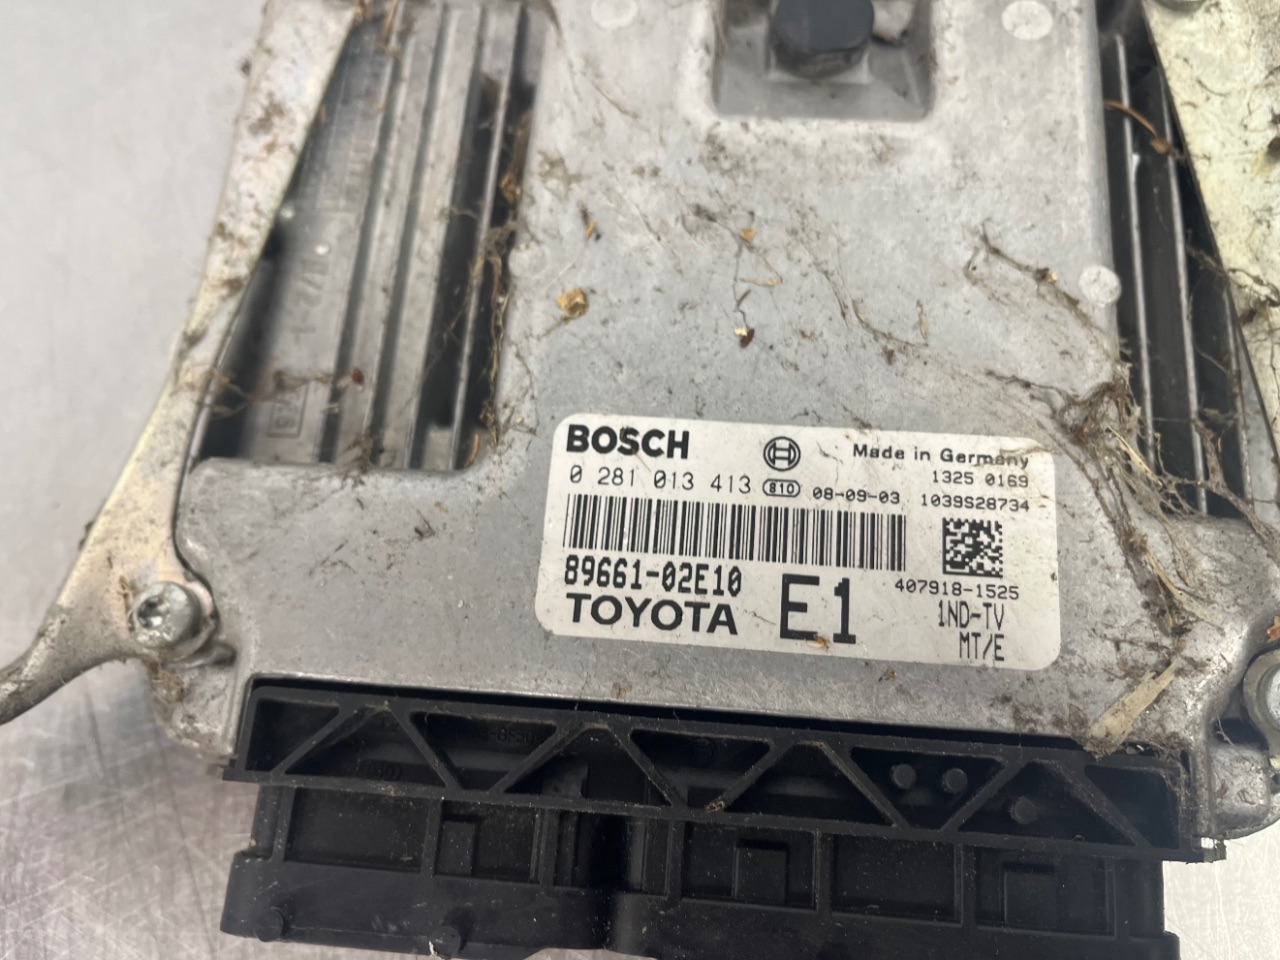 BOSCH Made in Germany
0 281 013 413 810 08-09-03 1325 0169
1039S28734
89661-02E10 E1 407918-1525
TOYOTA 1ND-TV
MT/E